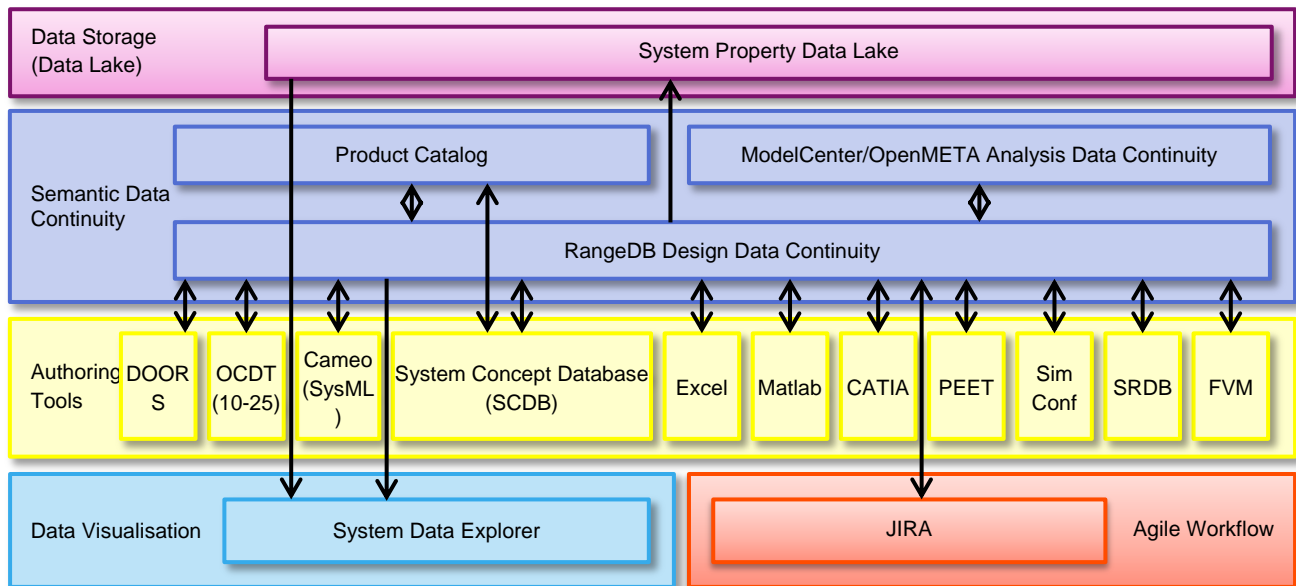 Data Storage
(Data Lake)
System Property Data Lake
Product Catalog
ModelCenter/OpenMETA Analysis Data Continuity
Semantic Data
Continuity
RangeDB Design Data Continuity
Authoring
Tools
DOOR
S
OCDT
(10-25)
Cameo
(SysML
)
System Concept Database
(SCDB)
Excel
Matlab
CATIA
PEET
Sim
Conf
SRDB
FVM
Data Visualisation
System Data Explorer
JIRA
Agile Workflow